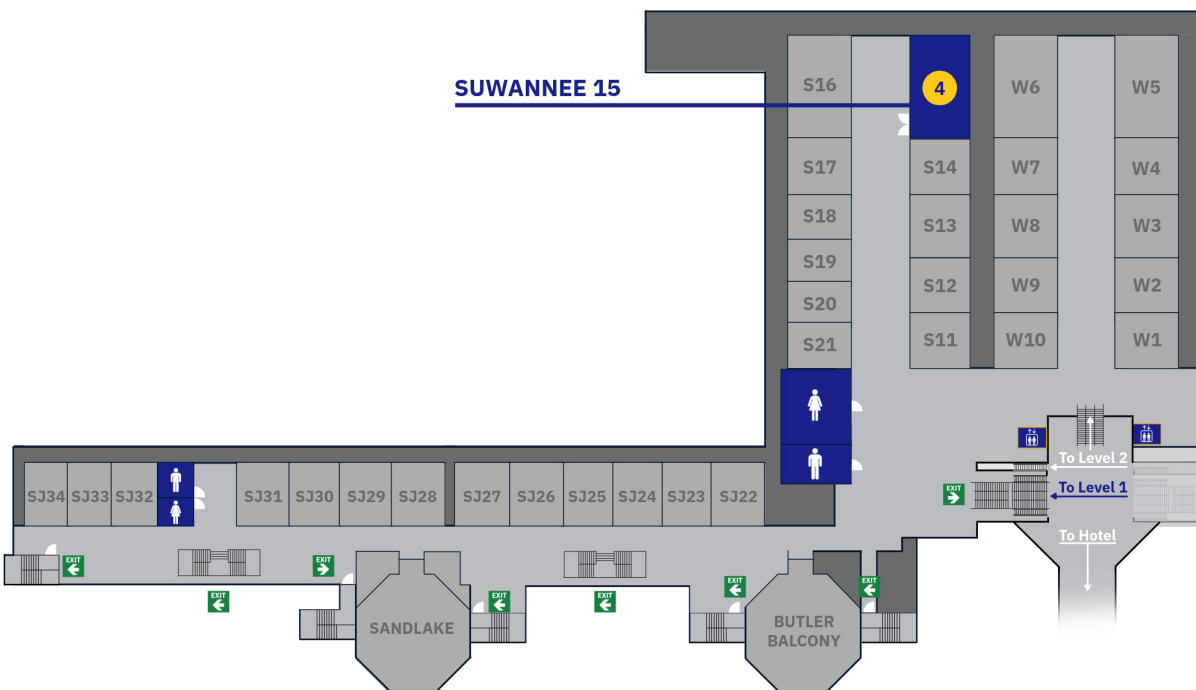 SUWANNEE 15
4
S16
S17
S18
S19
S20
S21
S14
S13
S12
S11
W6
W7
W8
W9
W10
W5
W4
W3
W2
W1
To Level 2
To Level 1
To Hotel
EXIT
SJ34
SJ33
SJ32
SJ31
SJ30
SJ29
SJ28
SJ27
SJ26
SJ25
SJ24
SJ23
SJ22
EXIT
EXIT
EXIT
EXIT
EXIT
EXIT
EXIT
SANDLAKE
BUTLER
BALCONY